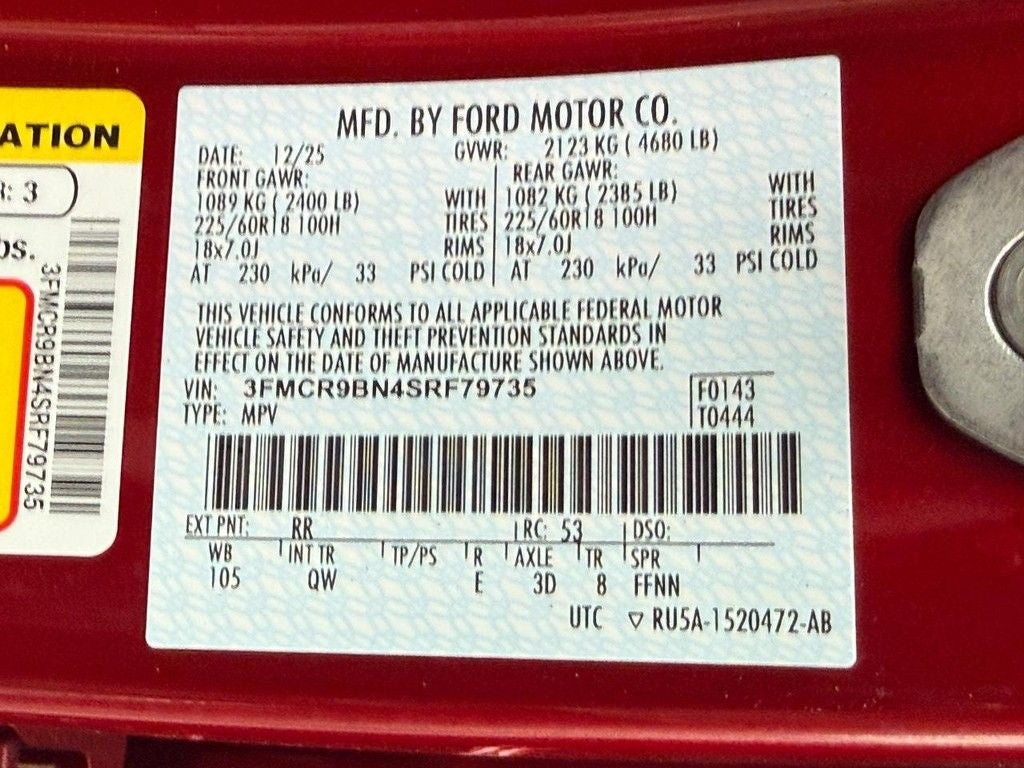 ATION
R: 3
bs.
3FMCR9BN4SRF79735
MFD. BY FORD MOTOR CO.
DATE: 12/25 GVWR: 2123 KG ( 4680 LB)
FRONT GAWR: REAR GAWR:
1089 KG ( 2400 LB) WITH 1082 KG ( 2385 LB) WITH
225/60R18 100H TIRES 225/60R18 100H TIRES
18x7.0J RIMS 18x7.0J RIMS
AT 230 kPa/ 33 PSI COLD AT 230 kPa/ 33 PSI COLD
THIS VEHICLE CONFORMS TO ALL APPLICABLE FEDERAL MOTOR
VEHICLE SAFETY AND THEFT PREVENTION STANDARDS IN
EFFECT ON THE DATE OF MANUFACTURE SHOWN ABOVE.
VIN: 3FMCR9BN4SRF79735 F0143
TYPE: MPV T0444
EXT PNT: RR RC: 53 DSO:
WB INT TR TP/PS R AXLE TR SPR
105 QW E 3D 8 FFNN
UTC ▽ RU5A-1520472-AB